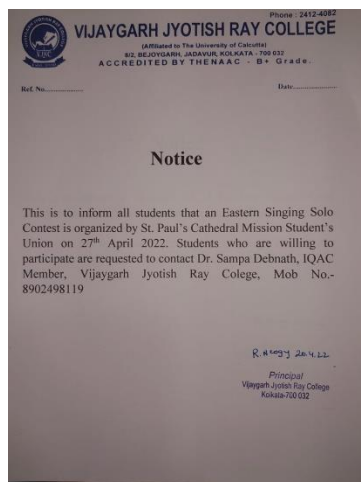 Phone : 2412-4082
VIJAYGARH JYOTISH RAY COLLEGE
(Affiliated to The University of Calcutta)
8/2, BEJOYGARH, JADAVUR, KOLKATA - 700 032
ACCREDITED BY THENAAC - B+ Grade.
Ref. No..................
Date..................
Notice
This is to inform all students that an Eastern Singing Solo
Contest is organized by St. Paul's Cathedral Mission Student's
Union on 27th April 2022. Students who are willing to
participate are requested to contact Dr. Sampa Debnath, IQAC
Member, Vijaygarh Jyotish Ray Colege, Mob No.-
8902498119
R. Neogy 20.4.22
Principal
Vijaygarh Jyotish Ray College
Kolkata-700 032